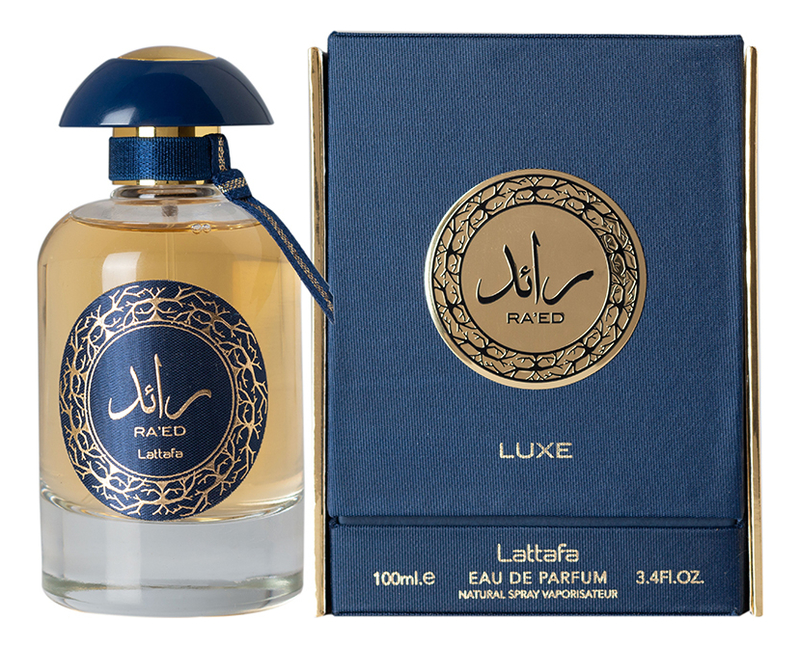 رائد
RA'ED
Lattafa
رائد
RA'ED
LUXE
Lattafa
100ml.e EAU DE PARFUM 3.4Fl.OZ.
NATURAL SPRAY VAPORISATEUR